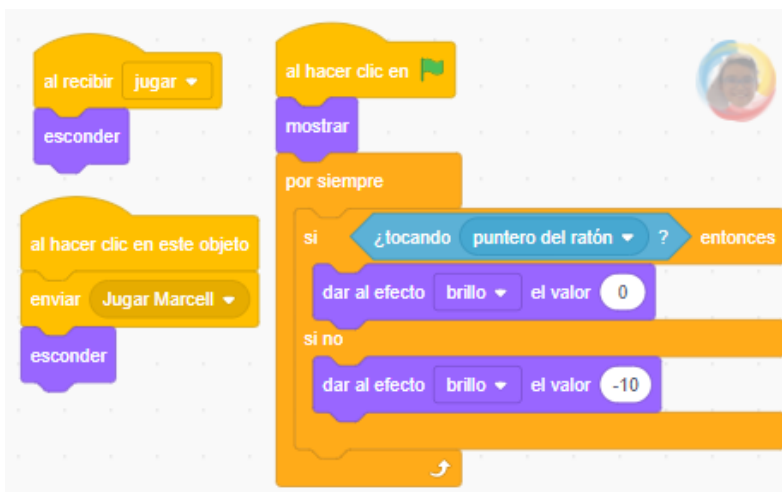 al recibir jugar
esconder
al hacer clic en este objeto
enviar Jugar Marcell
esconder
al hacer clic en
mostrar
por siempre
si ¿tocando puntero del ratón ? entonces
dar al efecto brillo el valor 0
si no
dar al efecto brillo el valor -10